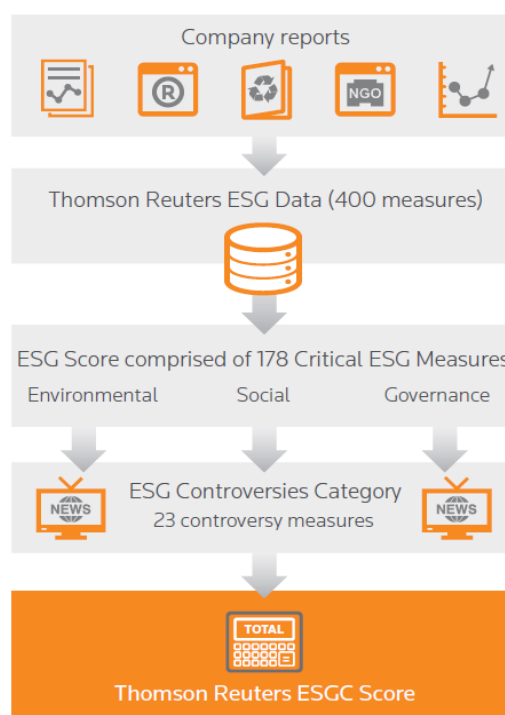 Company reports
R
NGO
Thomson Reuters ESG Data (400 measures)
ESG Score comprised of 178 Critical ESG Measures
Environmental Social Governance
NEWS ESG Controversies Category NEWS
23 controversy measures
TOTAL
Thomson Reuters ESGC Score